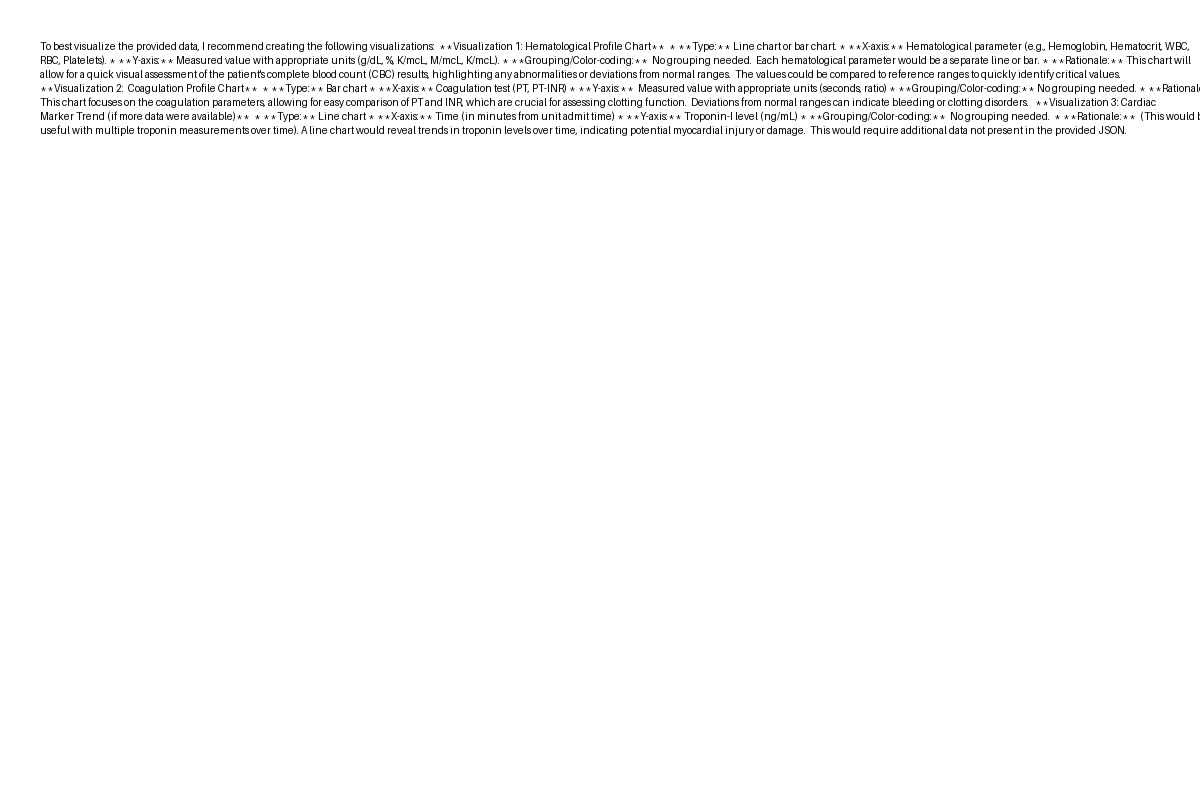 To best visualize the provided data, I recommend creating the following visualizations:  **Visualization 1: Hematological Profile Chart**  * **Type:** Line chart or bar chart. * **X-axis:** Hematological parameter (e.g., Hemoglobin, Hematocrit, WBC,
RBC, Platelets). * **Y-axis:** Measured value with appropriate units (g/dL, %, K/mcL, M/mcL, K/mcL). * **Grouping/Color-coding:**  No grouping needed.  Each hematological parameter would be a separate line or bar. * **Rationale:** This chart will
allow for a quick visual assessment of the patient's complete blood count (CBC) results, highlighting any abnormalities or deviations from normal ranges.  The values could be compared to reference ranges to quickly identify critical values.
**Visualization 2:  Coagulation Profile Chart**  * **Type:** Bar chart * **X-axis:** Coagulation test (PT, PT-INR) * **Y-axis:**  Measured value with appropriate units (seconds, ratio) * **Grouping/Color-coding:** No grouping needed. * **Rationale
This chart focuses on the coagulation parameters, allowing for easy comparison of PT and INR, which are crucial for assessing clotting function.  Deviations from normal ranges can indicate bleeding or clotting disorders.   **Visualization 3: Cardiac
Marker Trend (if more data were available)**  * **Type:** Line chart * **X-axis:** Time (in minutes from unit admit time) * **Y-axis:** Troponin-I level (ng/mL) * **Grouping/Color-coding:**  No grouping needed.  * **Rationale:**  (This would
useful with multiple troponin measurements over time). A line chart would reveal trends in troponin levels over time, indicating potential myocardial injury or damage.  This would require additional data not present in the provided JSON.